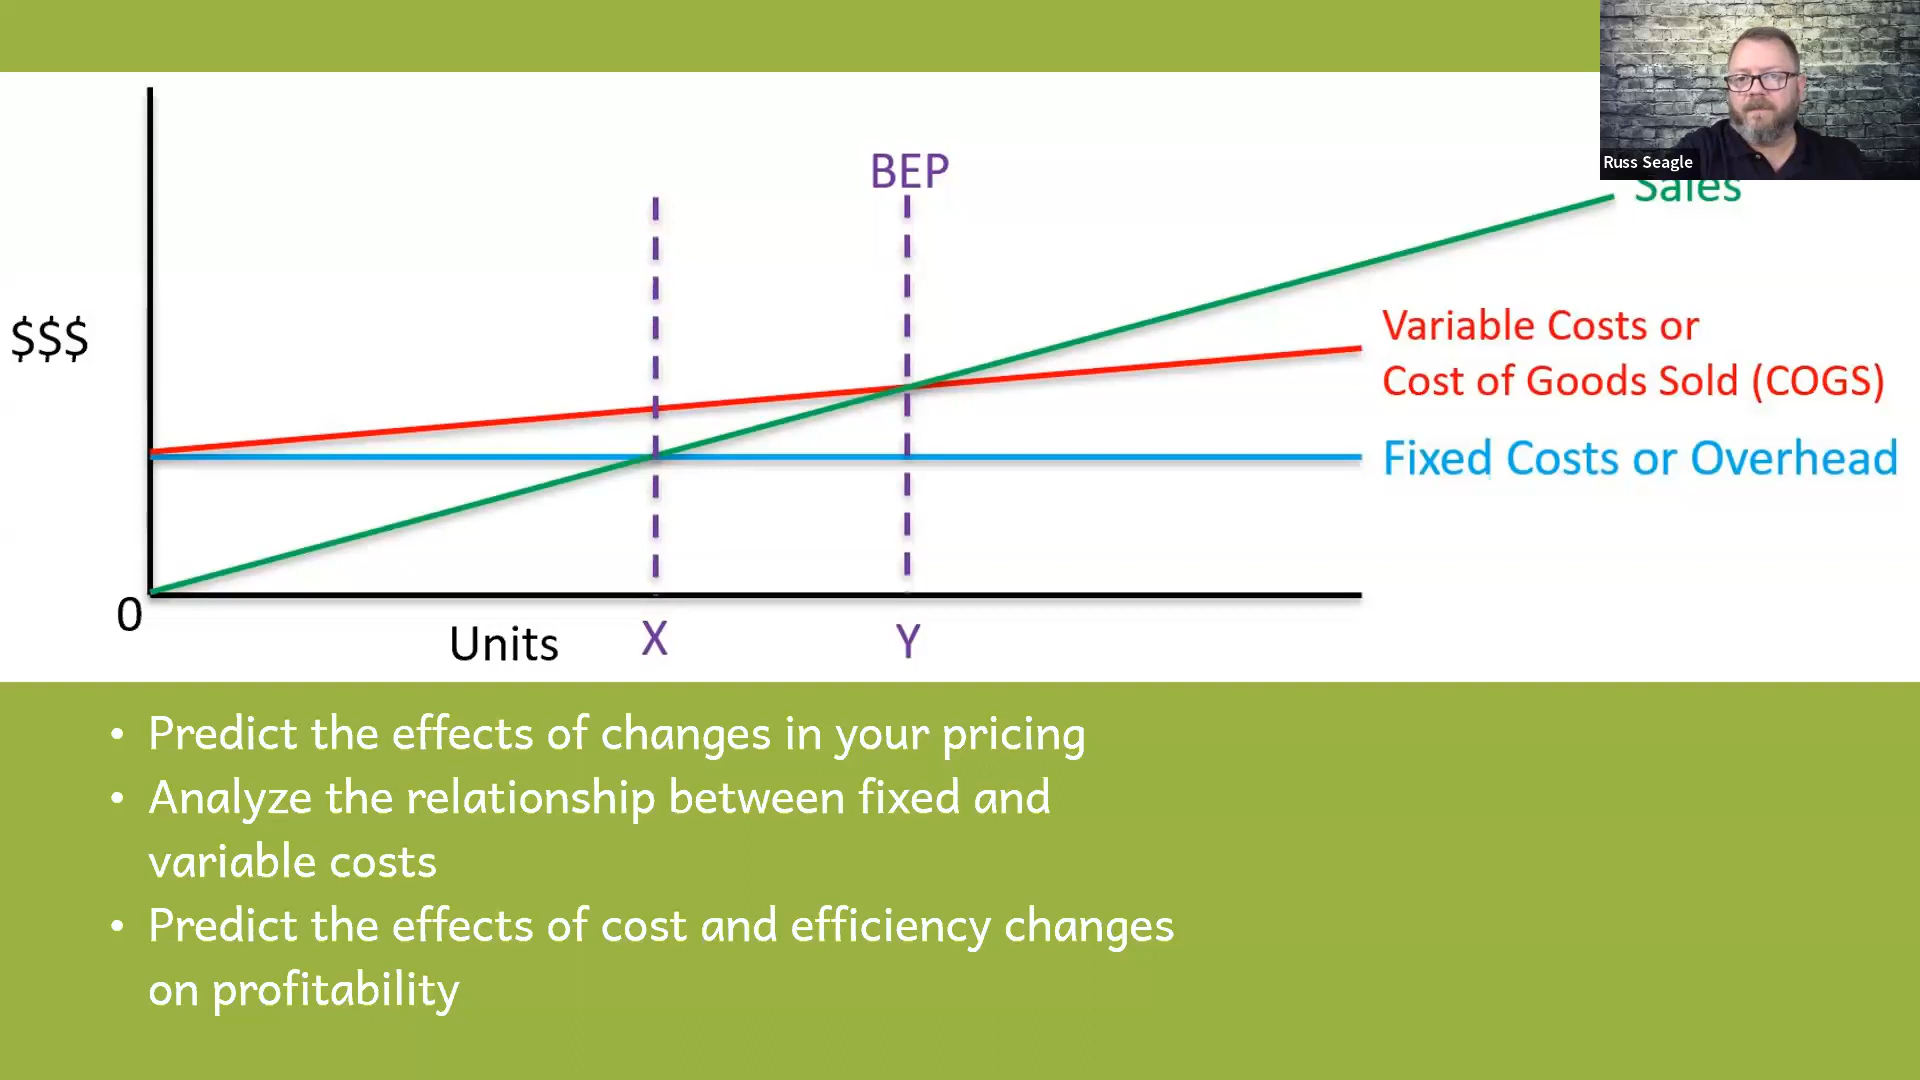 Russ Seagle
BEP
Sales
$$$
Variable Costs or
Cost of Goods Sold (COGS)
Fixed Costs or Overhead
0
Units
X
Y
• Predict the effects of changes in your pricing
• Analyze the relationship between fixed and
variable costs
• Predict the effects of cost and efficiency changes
on profitability